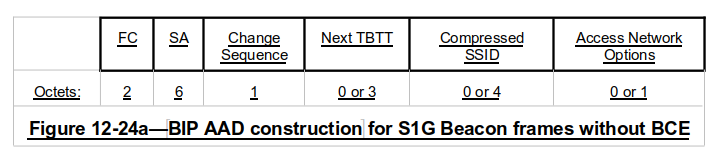 FC SA Change Sequence Next TBTT Compressed SSID Access Network Options
Octets: 2 6 1 0 or 3 0 or 4 0 or 1
Figure 12-24a—BIP AAD construction for S1G Beacon frames without BCE